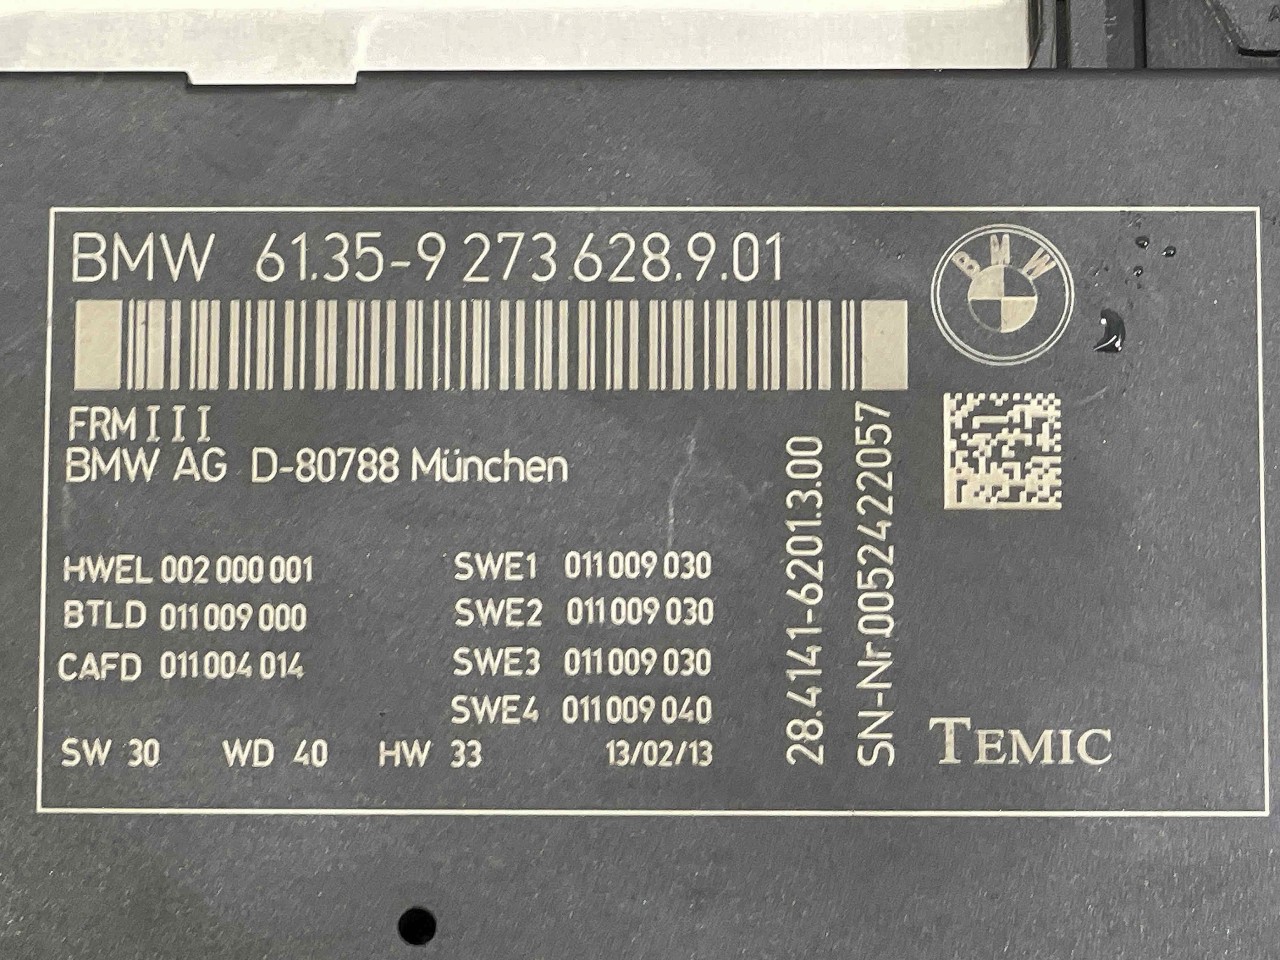 BMW 61.35-9 273 628.9.01
BMW
FRM III
BMW AG D-80788 München
HWEL 002 000 001
BTLD 011 009 000
CAFD 011 004 014
SWE1 011 009 030
SWE2 011 009 030
SWE3 011 009 030
SWE4 011 009 040
SW 30 WD 40 HW 33 13/02/13
28.4141-6201.3.00
SN-Nr.0052422057
TEMIC